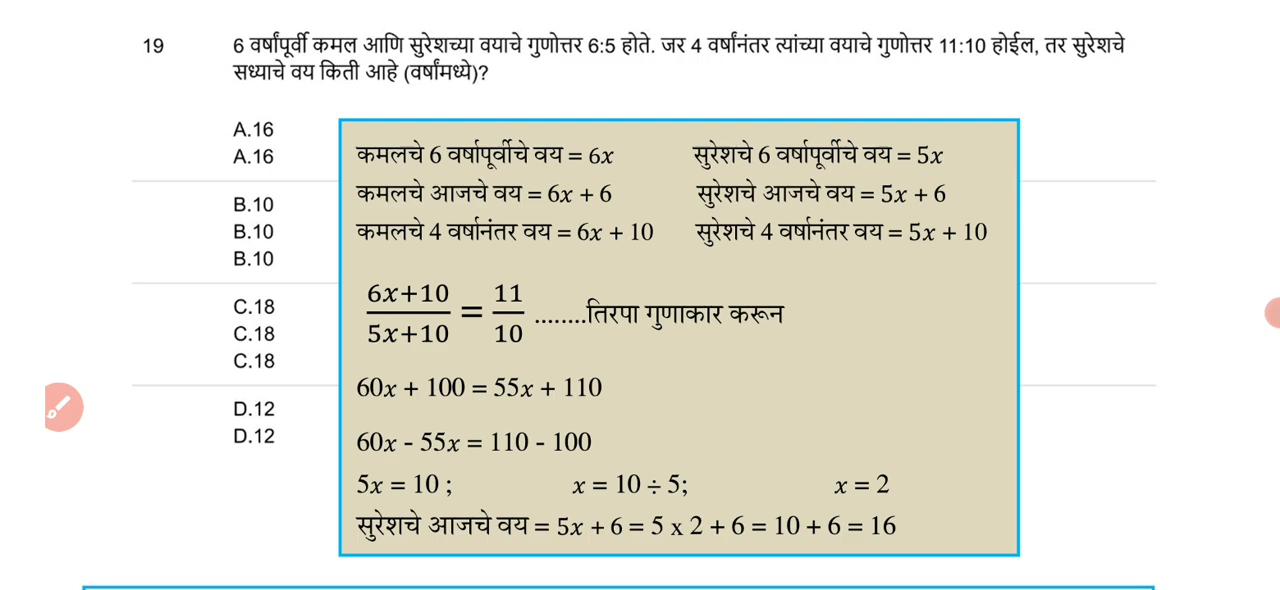 19 6 वर्षांपूर्वी कमल आणि सुरेशच्या वयाचे गुणोत्तर 6:5 होते. जर 4 वर्षांनंतर त्यांच्या वयाचे गुणोत्तर 11:10 होईल, तर सुरेशचे
सध्याचे वय किती आहे (वर्षांमध्ये)?
A.16
A.16
B.10
B.10
B.10
C.18
C.18
C.18
D.12
D.12
कमलचे 6 वर्षापूर्वीचे वय = 6x सुरेशचे 6 वर्षापूर्वीचे वय = 5x
कमलचे आजचे वय = 6x + 6 सुरेशचे आजचे वय = 5x + 6
कमलचे 4 वर्षानंतर वय = 6x + 10 सुरेशचे 4 वर्षानंतर वय = 5x + 10
6x+10 / 5x+10 = 11 / 10 ........तिरपा गुणाकार करून
60x + 100 = 55x + 110
60x - 55x = 110 - 100
5x = 10 ; x = 10 ÷ 5; x = 2
सुरेशचे आजचे वय = 5x + 6 = 5 x 2 + 6 = 10 + 6 = 16